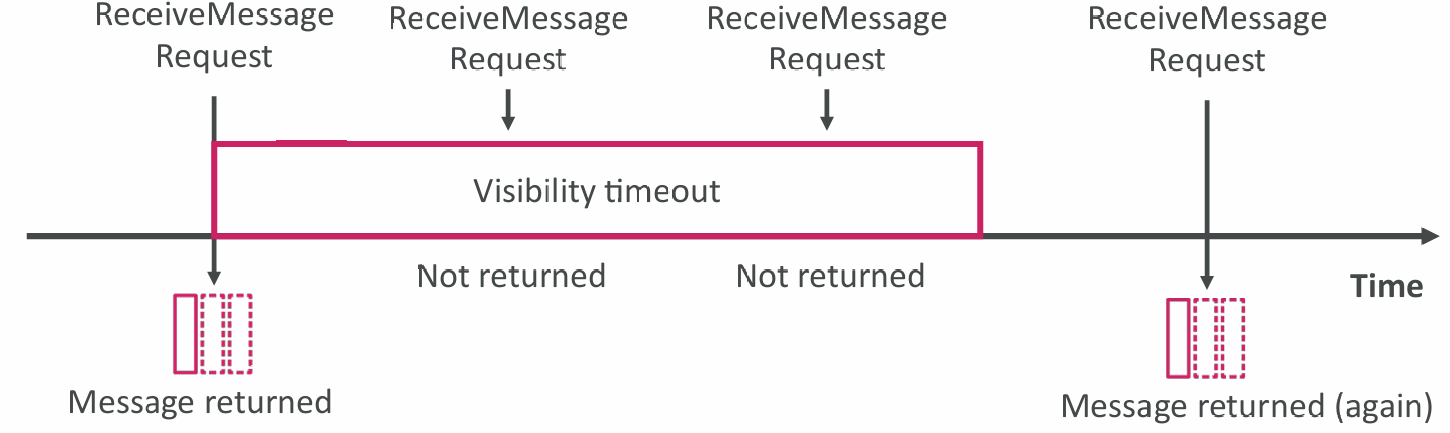 ReceiveMessage
Request
ReceiveMessage
Request
ReceiveMessage
Request
ReceiveMessage
Request
Visibility timeout
Not returned
Not returned
Time
Message returned
Message returned (again)